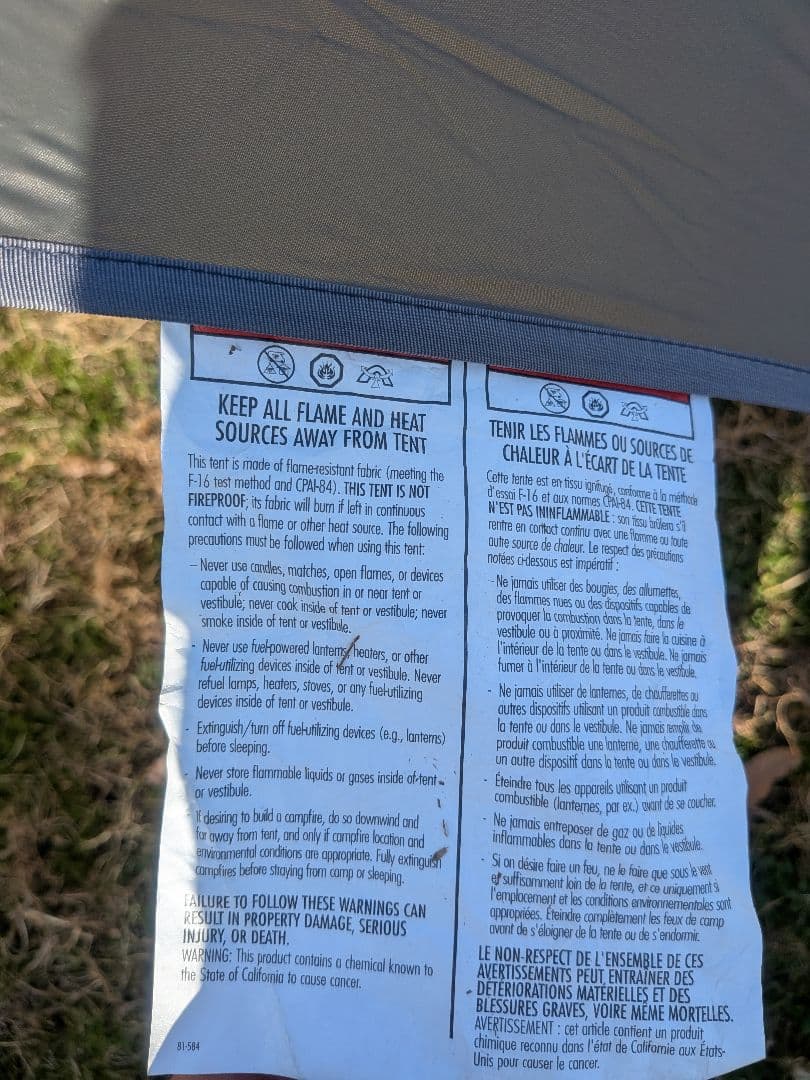 KEEP ALL FLAME AND HEAT
SOURCES AWAY FROM TENT
This tent is made of flame-resistant fabric (meeting the
F-16 test method and CPAI-84). THIS TENT IS NOT
FIREPROOF; its fabric will burn if left in continuous
contact with a flame or other heat source. The following
precautions must be followed when using this tent:
– Never use candles, matches, open flames, or devices
capable of causing combustion in or near tent or
vestibule; never cook inside of tent or vestibule; never
smoke inside of tent or vestibule.
- Never use fuel-powered lanterns, heaters, or other
fuel-utilizing devices inside of tent or vestibule. Never
refuel lamps, heaters, stoves, or any fuel-utilizing
devices inside of tent or vestibule.
- Extinguish/turn off fuel-utilizing devices (e.g., lanterns)
before sleeping.
- Never store flammable liquids or gases inside of tent
or vestibule.
- If desiring to build a campfire, do so downwind and
far away from tent, and only if campfire location and
environmental conditions are appropriate. Fully extinguish
campfires before straying from camp or sleeping.
FAILURE TO FOLLOW THESE WARNINGS CAN
RESULT IN PROPERTY DAMAGE, SERIOUS
INJURY, OR DEATH.
WARNING: This product contains a chemical known to
the State of California to cause cancer.
81-584
TENIR LES FLAMMES OU SOURCES DE
CHALEUR À L'ÉCART DE LA TENTE
Cette tente est en tissu ignifugé, conforme à la méthode
d'essai F-16 et aux normes CPAI-84. CETTE TENTE
N'EST PAS ININFLAMMABLE : son tissu brûlera s'il
rentre en contact continu avec une flamme ou toute
autre source de chaleur. Le respect des précautions
notées ci-dessous est impératif :
- Ne jamais utiliser des bougies, des allumettes,
des flammes nues ou des dispositifs capables de
provoquer la combustion dans la tente, dans le
vestibule ou à proximité. Ne jamais faire la cuisine à
l'intérieur de la tente ou dans le vestibule. Ne jamais
fumer à l'intérieur de la tente ou dans le vestibule.
- Ne jamais utiliser de lanternes, de chaufferettes ou
autres dispositifs utilisant un produit combustible dans
la tente ou dans le vestibule. Ne jamais remplir de
produit combustible une lanterne, une chaufferette ou
un autre dispositif dans la tente ou dans le vestibule.
- Éteindre tous les appareils utilisant un produit
combustible (lanternes, par ex.) avant de se coucher.
- Ne jamais entreposer de gaz ou de liquides
inflammables dans la tente ou dans le vestibule.
- Si on désire faire un feu, ne le faire que sous le vent
et suffisamment loin de la tente, et ce uniquement si
l'emplacement et les conditions environnementales sont
appropriées. Éteindre complètement les feux de camp
avant de s'éloigner de la tente ou de s'endormir.
LE NON-RESPECT DE L'ENSEMBLE DE CES
AVERTISSEMENTS PEUT ENTRAÎNER DES
DÉTÉRIORATIONS MATÉRIELLES ET DES
BLESSURES GRAVES, VOIRE MÊME MORTELLES.
AVERTISSEMENT : cet article contient un produit
chimique reconnu dans l'état de Californie aux États-
Unis pour causer le cancer.